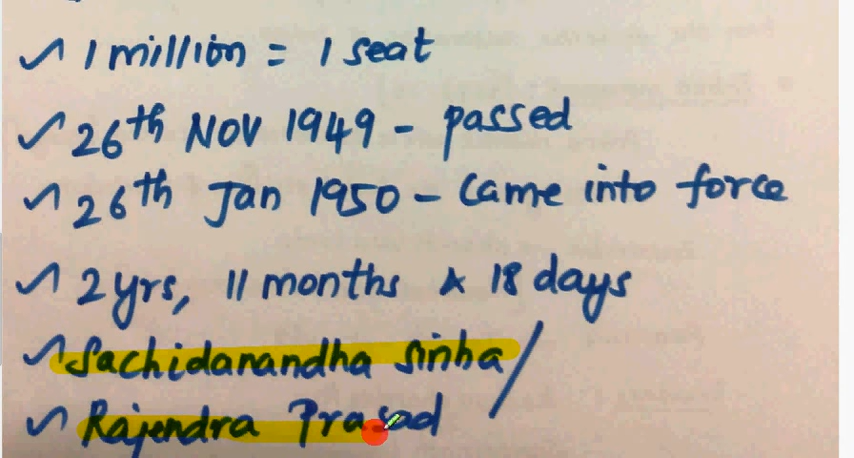 1 million = 1 seat
26th NOV 1949 - passed
26th Jan 1950 - Came into force
2 yrs, 11 months & 18 days
Sachidanandha Sinha /
Rajendra Prasad